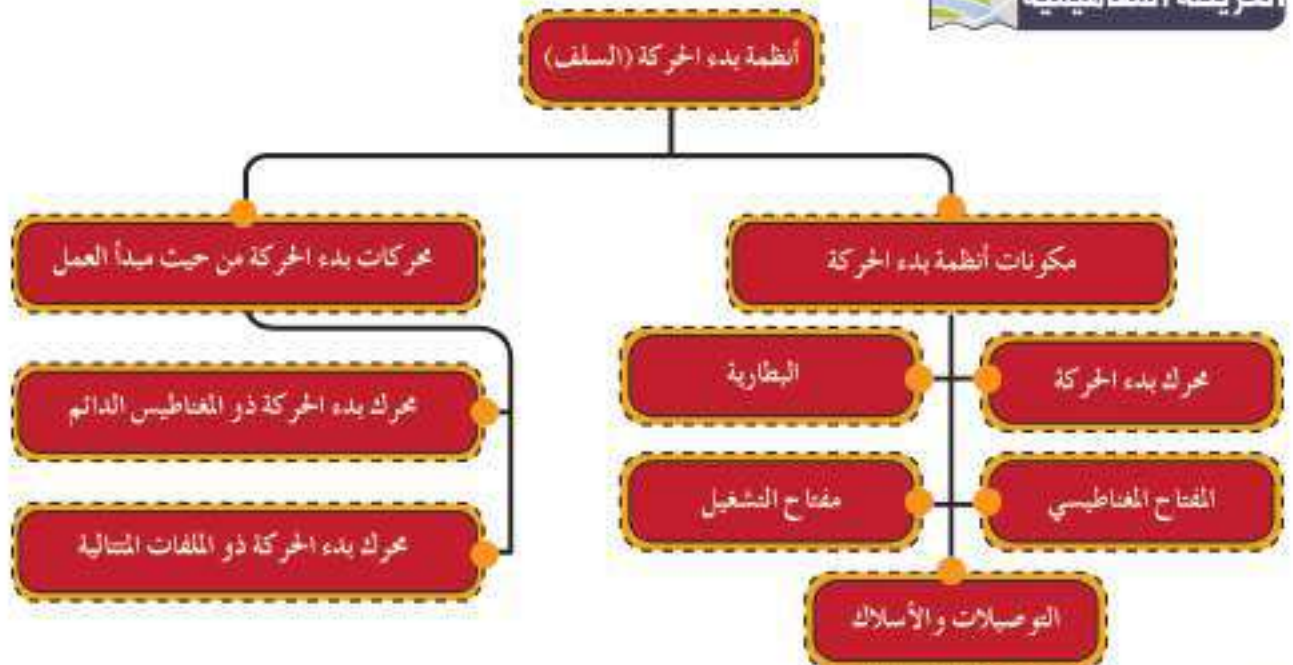 أنظمة بدء الحركة (السلف)
مكونات أنظمة بدء الحركة
محرك بدء الحركة
البطارية
المفتاح المغناطيسي
مفتاح التشغيل
التوصيلات والأسلاك
محركات بدء الحركة من حيث مبدأ العمل
محرك بدء الحركة ذو المغناطيس الدائم
محرك بدء الحركة ذو الملفات المتتالية